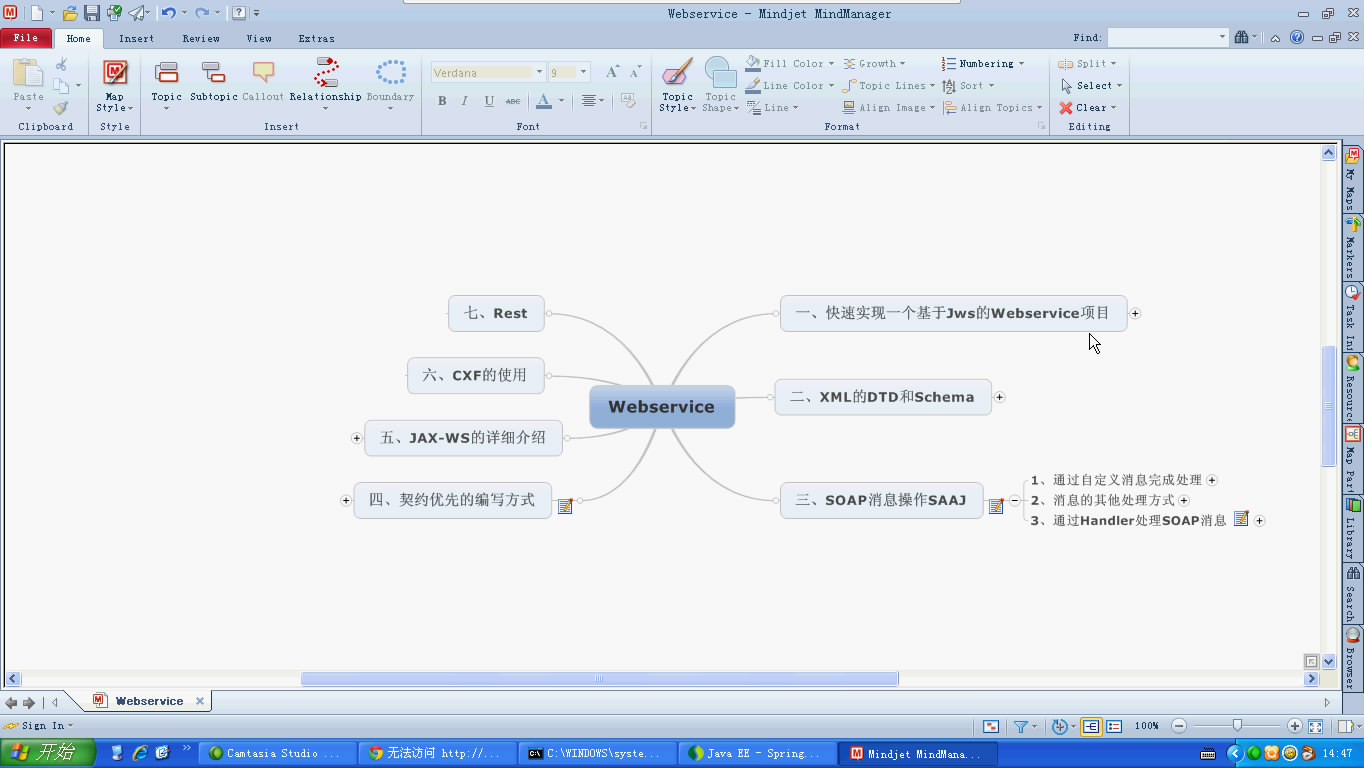 Webservice - Mindjet MindManager
File Home Insert Review View Extras Find:
Paste Map Style Topic Subtopic Callout Relationship Boundary
Verdana 9
B I U ABC A
Topic Style Topic Shape
Fill Color Growth Numbering Split
Line Color Topic Lines Sort Select
Line Align Image Align Topics Clear
Clipboard Style Insert Font Format Editing
七、Rest
六、CXF的使用
五、JAX-WS的详细介绍
四、契约优先的编写方式
Webservice
一、快速实现一个基于Jws的Webservice项目
二、XML的DTD和Schema
三、SOAP消息操作SAAJ
1、通过自定义消息完成处理
2、消息的其他处理方式
3、通过Handler处理SOAP消息
My Maps
Markers
Task Ini
Resourc
Map Part
Library
Search
Browser
Webservice
Sign In 100%
开始 Camtasia Studio ... 无法访问 http://... C:\WINDOWS\syste... Java EE - Spring... Mindjet MindMana... 14:47